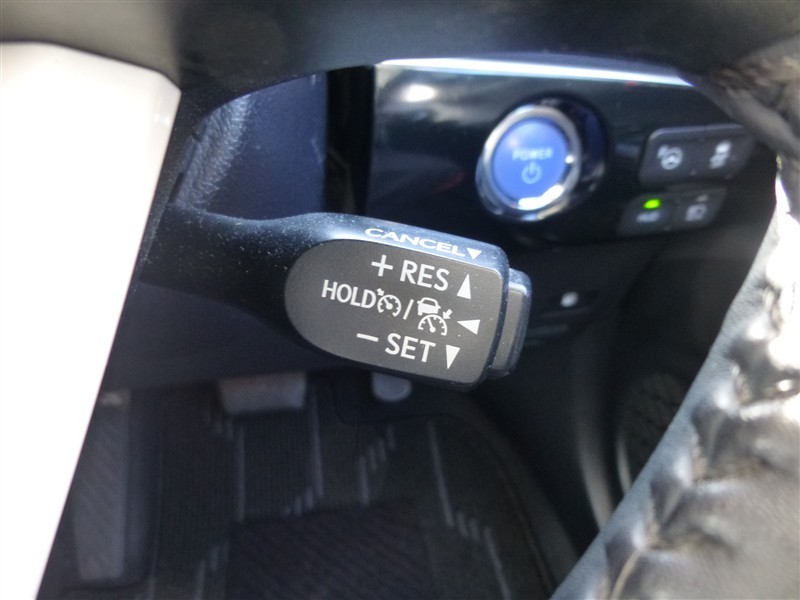 POWER
CANCEL▼
+ RES ▲
HOLD / ◀
− SET ▼